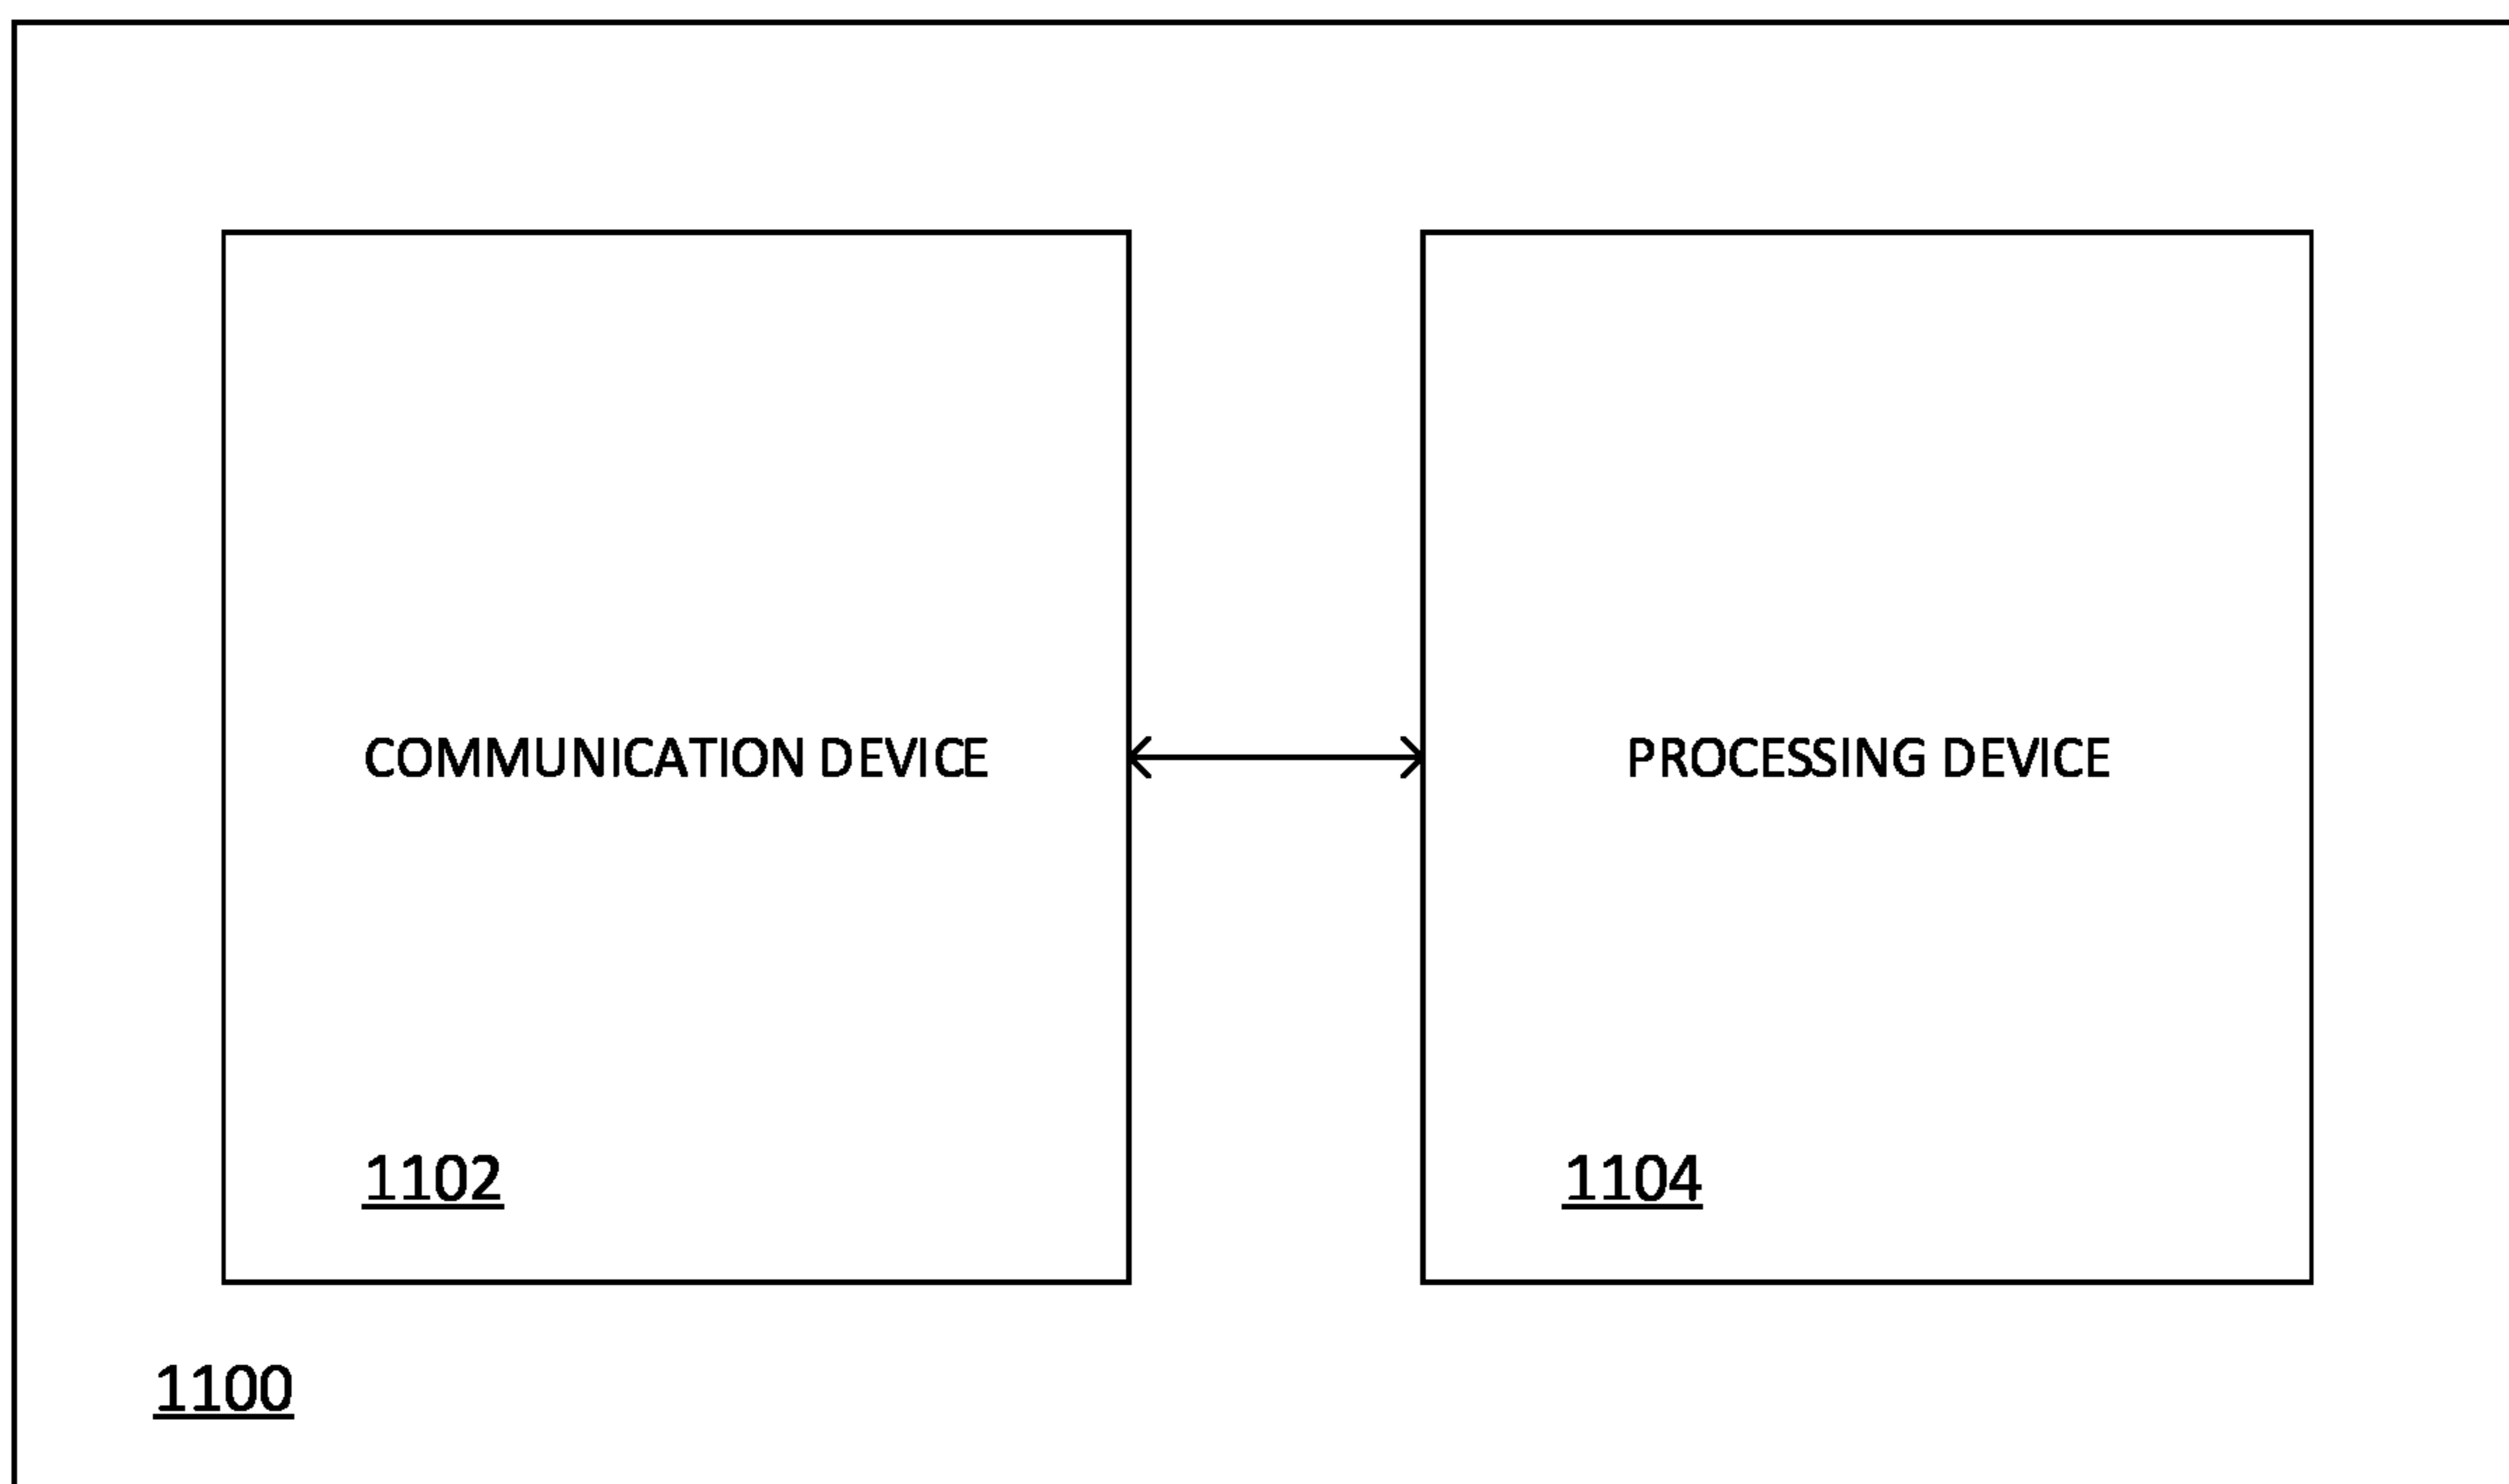 COMMUNICATION DEVICE
PROCESSING DEVICE
1102
1104
1100